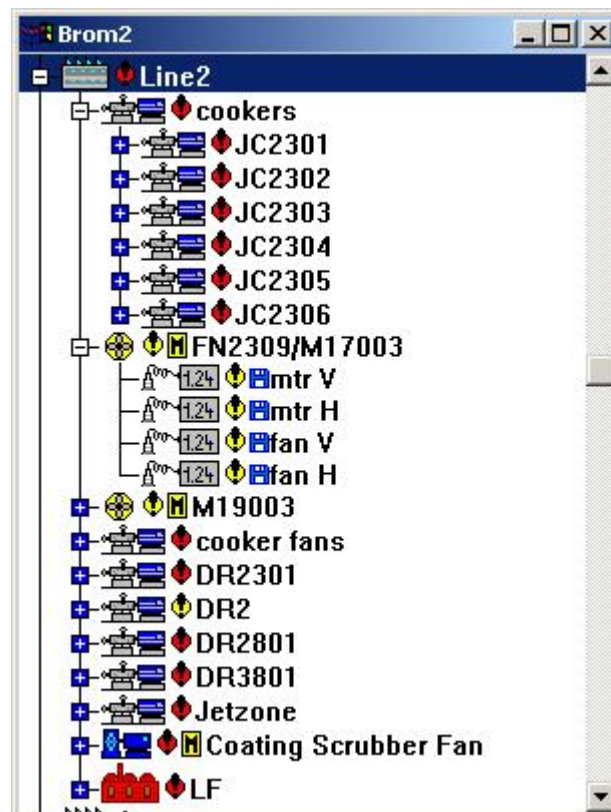 Brom2
Line2
cookers
JC2301
JC2302
JC2303
JC2304
JC2305
JC2306
M FN2309/M17003
1.24 mtr V
1.24 mtr H
1.24 fan V
1.24 fan H
M M19003
cooker fans
DR2301
DR2
DR2801
DR3801
Jetzone
M Coating Scrubber Fan
LF